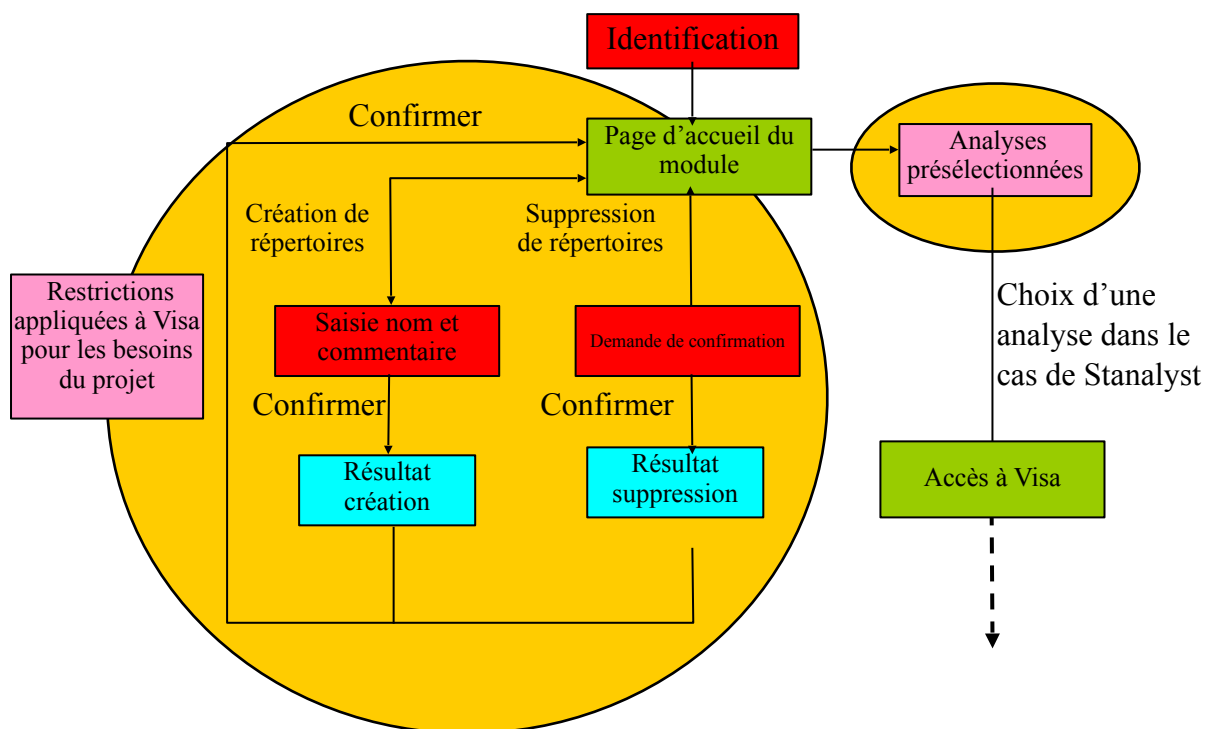 Identification
Confirmer
Page d'accueil du
module
Analyses
présélectionnées
Création de
répertoires
Suppression
de répertoires
Restrictions
appliquées à Visa
pour les besoins
du projet
Saisie nom et
commentaire
Demande de confirmation
Choix d'une
analyse dans le
cas de Stanalyst
Confirmer
Confirmer
Résultat
création
Résultat
suppression
Accès à Visa